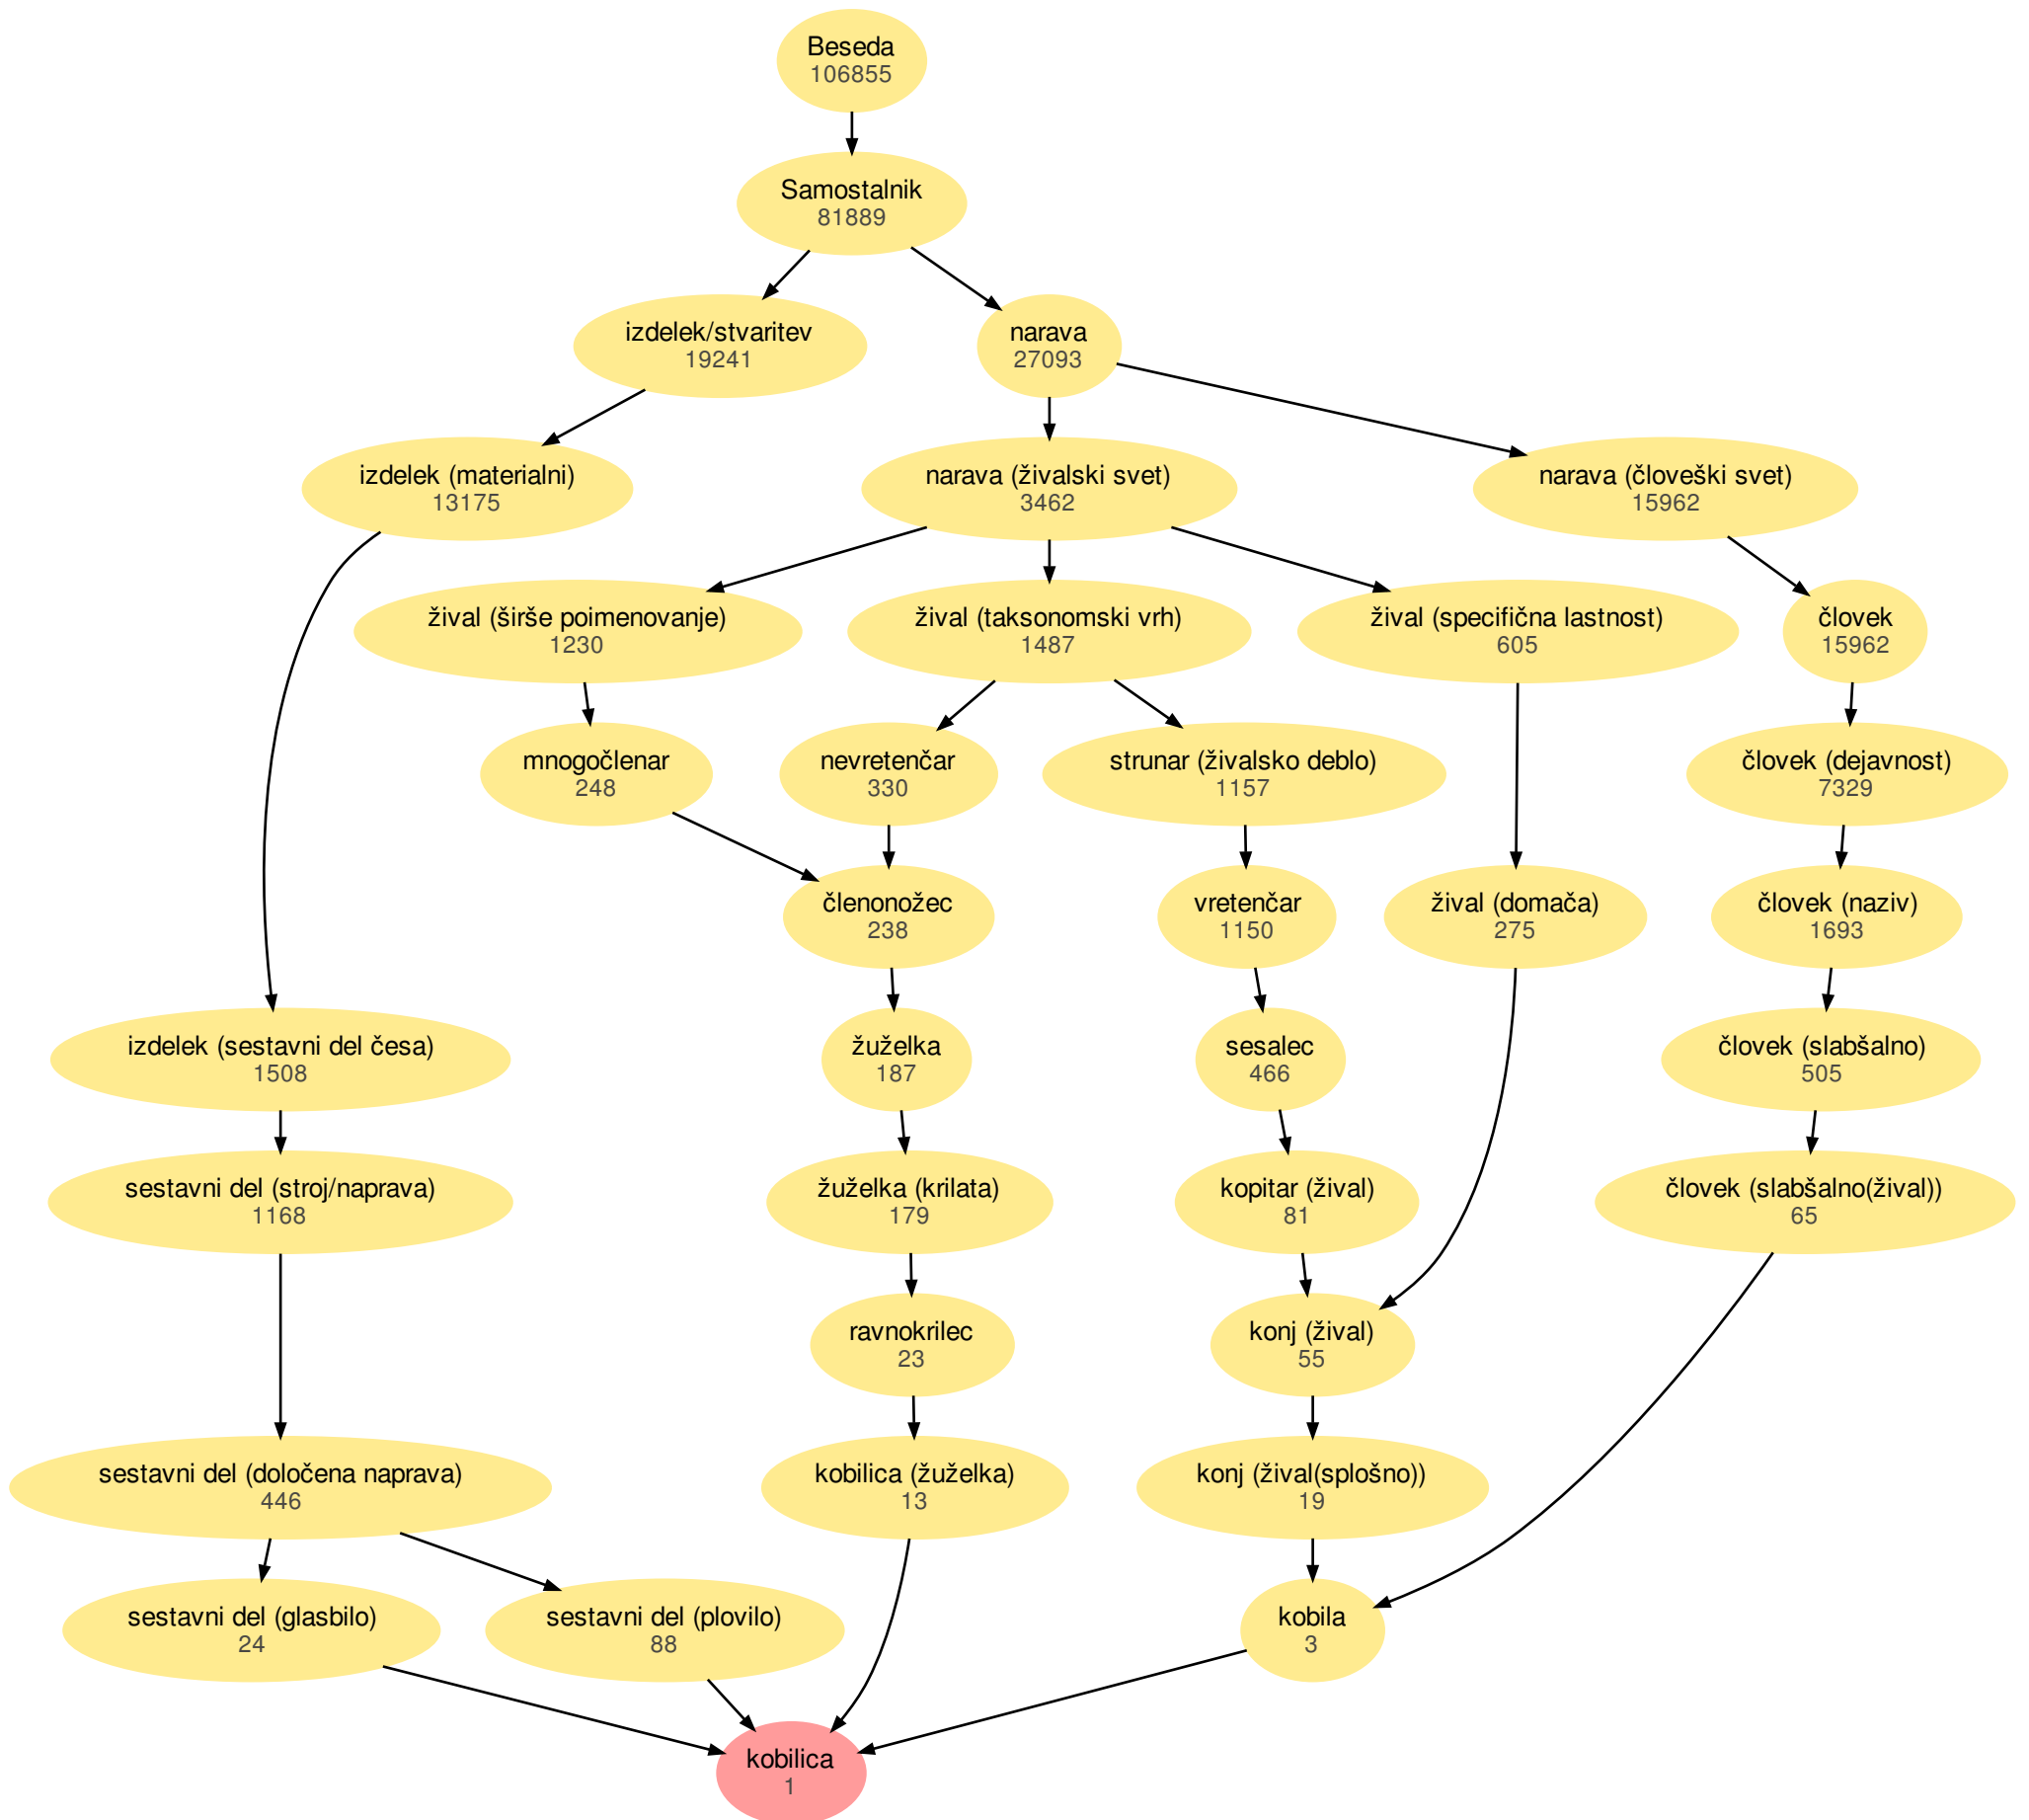 Beseda
106855
Samostalnik
81889
izdelek/stvaritev
19241
narava
27093
izdelek (materialni)
13175
narava (živalski svet)
3462
narava (človeški svet)
15962
žival (širše poimenovanje)
1230
žival (taksonomski vrh)
1487
žival (specifična lastnost)
605
človek
15962
mnogočlenar
248
nevretenčar
330
strunar (živalsko deblo)
1157
človek (dejavnost)
7329
členonožec
238
vretenčar
1150
žival (domača)
275
človek (naziv)
1693
izdelek (sestavni del česa)
1508
žuželka
187
sesalec
466
človek (slabšalno)
505
sestavni del (stroj/naprava)
1168
žuželka (krilata)
179
kopitar (žival)
81
človek (slabšalno(žival))
65
ravnokrilec
23
konj (žival)
55
sestavni del (določena naprava)
446
kobilica (žuželka)
13
konj (žival(splošno))
19
sestavni del (glasbilo)
24
sestavni del (plovilo)
88
kobila
3
kobilica
1